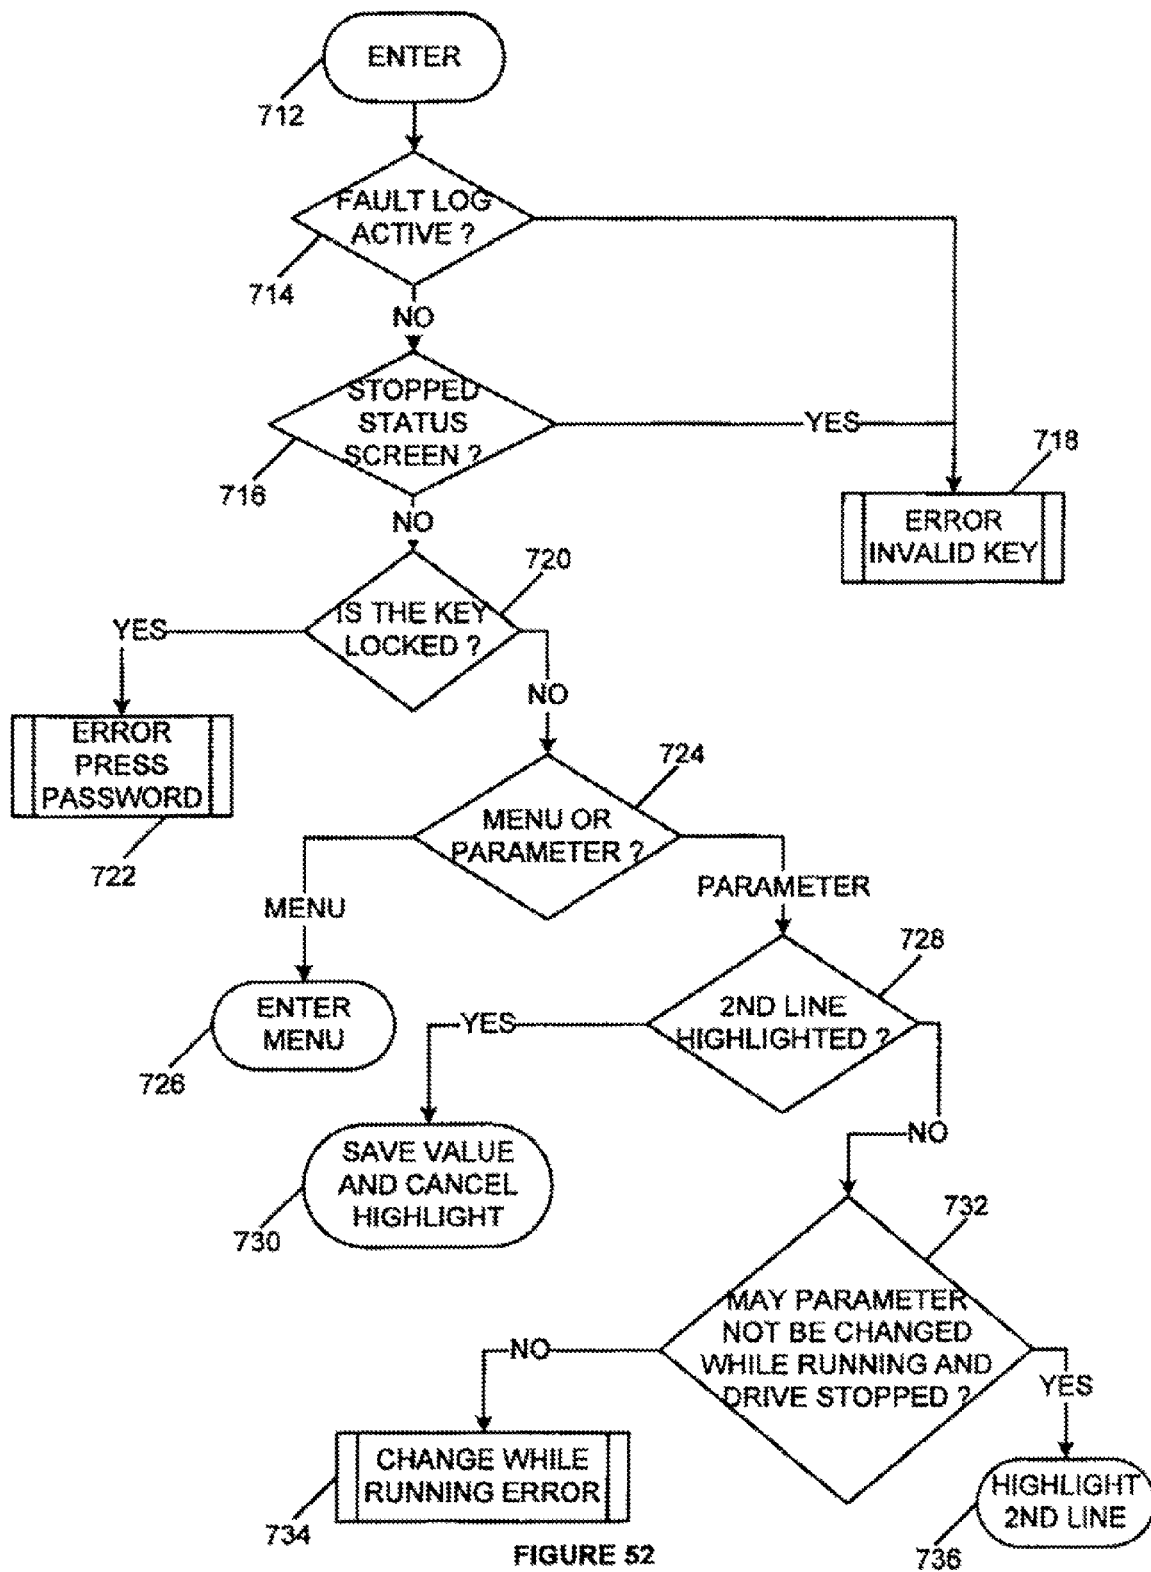 ENTER
712
FAULT LOG
ACTIVE ?
714
NO
STOPPED
STATUS
SCREEN ?
YES
716
718
NO
ERROR
INVALID KEY
720
IS THE KEY
LOCKED ?
YES
NO
ERROR
PRESS
PASSWORD
722
724
MENU OR
PARAMETER ?
MENU
PARAMETER
ENTER
MENU
726
728
2ND LINE
HIGHLIGHTED ?
YES
NO
SAVE VALUE
AND CANCEL
HIGHLIGHT
730
732
MAY PARAMETER
NOT BE CHANGED
WHILE RUNNING AND
DRIVE STOPPED ?
NO
YES
CHANGE WHILE
RUNNING ERROR
734
HIGHLIGHT
2ND LINE
736
FIGURE 52